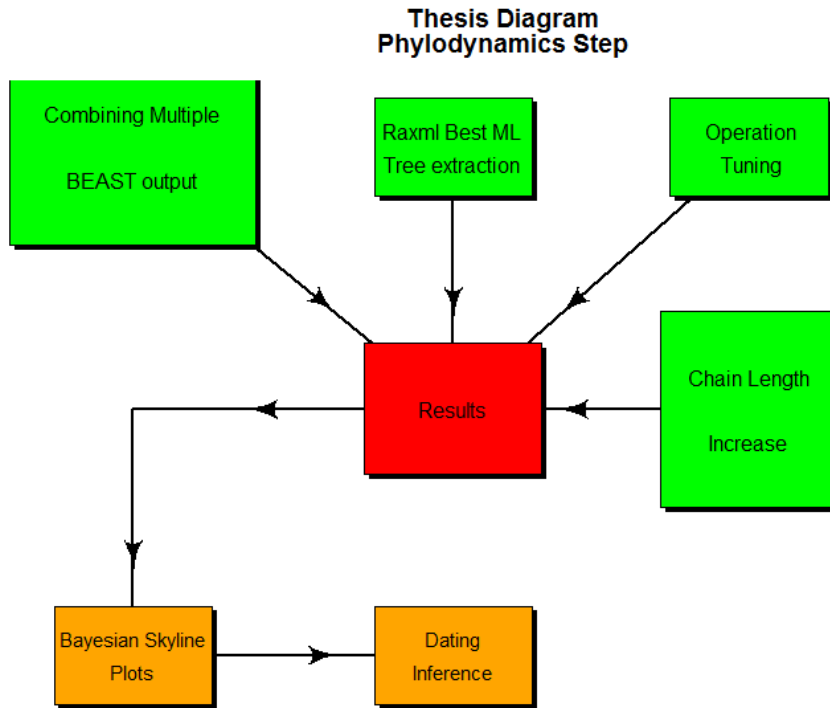 Thesis Diagram
Phylodynamics Step
Combining Multiple
BEAST output
Raxml Best ML
Tree extraction
Operation
Tuning
Results
Chain Length
Increase
Bayesian Skyline
Plots
Dating
Inference